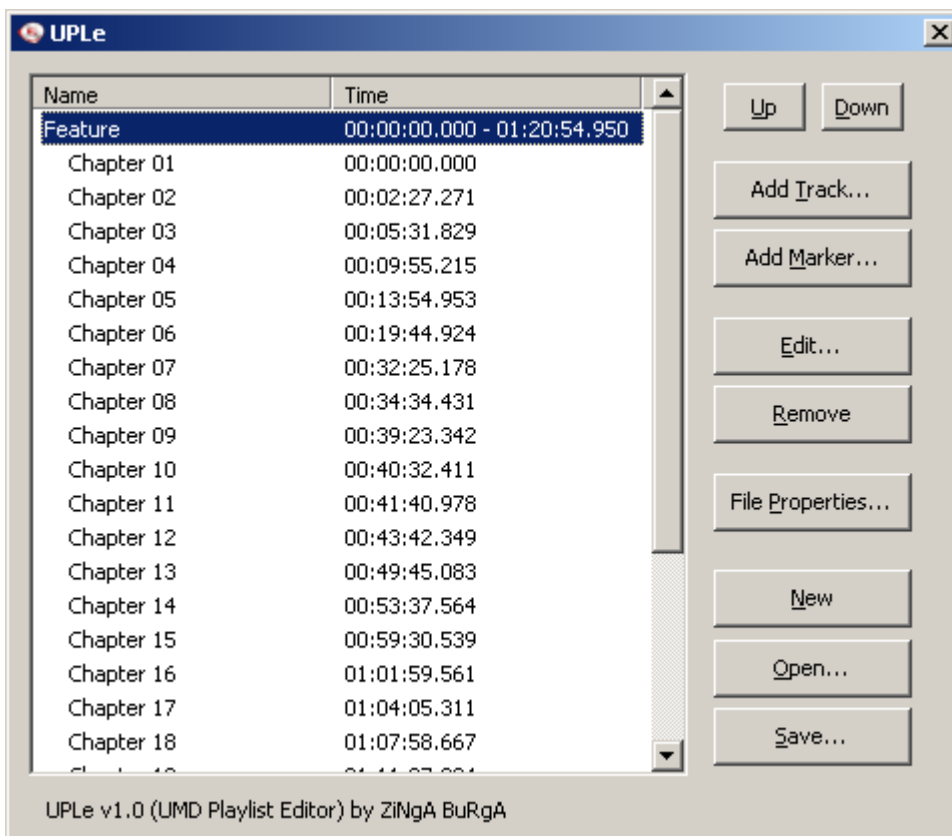 UPLe
Name Time
Feature 00:00:00.000 - 01:20:54.950
Chapter 01 00:00:00.000
Chapter 02 00:02:27.271
Chapter 03 00:05:31.829
Chapter 04 00:09:55.215
Chapter 05 00:13:54.953
Chapter 06 00:19:44.924
Chapter 07 00:32:25.178
Chapter 08 00:34:34.431
Chapter 09 00:39:23.342
Chapter 10 00:40:32.411
Chapter 11 00:41:40.978
Chapter 12 00:43:42.349
Chapter 13 00:49:45.083
Chapter 14 00:53:37.564
Chapter 15 00:59:30.539
Chapter 16 01:01:59.561
Chapter 17 01:04:05.311
Chapter 18 01:07:58.667
Up Down
Add Track...
Add Marker...
Edit...
Remove
File Properties...
New
Open...
Save...
UPLe v1.0 (UMD Playlist Editor) by ZiNgA BuRgA